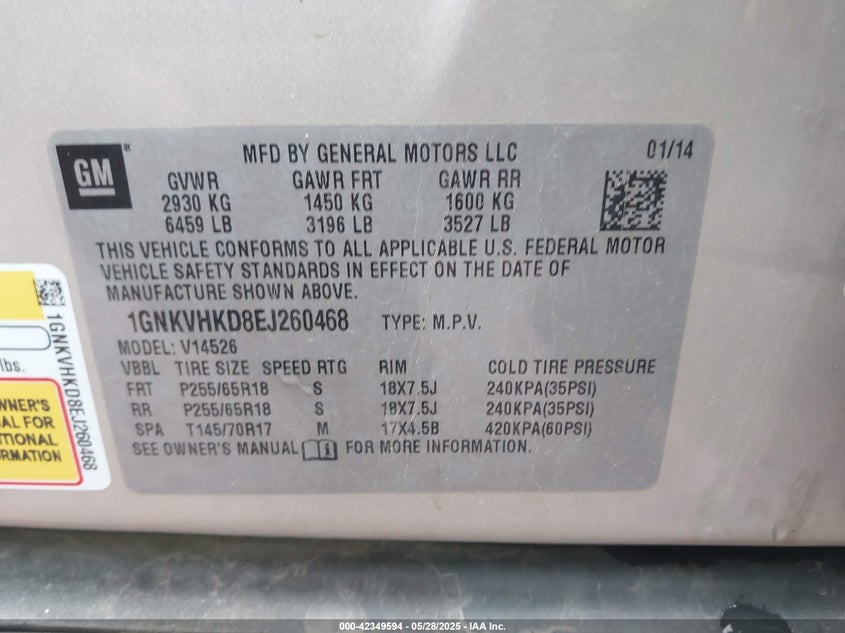 GM
MFD BY GENERAL MOTORS LLC 01/14
GVWR GAWR FRT GAWR RR
2930 KG 1450 KG 1600 KG
6459 LB 3196 LB 3527 LB
THIS VEHICLE CONFORMS TO ALL APPLICABLE U.S. FEDERAL MOTOR
VEHICLE SAFETY STANDARDS IN EFFECT ON THE DATE OF
MANUFACTURE SHOWN ABOVE.
1GNKVHKD8EJ260468 TYPE: M.P.V.
MODEL: V14526
VBBL TIRE SIZE SPEED RTG RIM COLD TIRE PRESSURE
FRT P255/65R18 S 18X7.5J 240KPA(35PSI)
RR P255/65R18 S 18X7.5J 240KPA(35PSI)
SPA T145/70R17 M 17X4.5B 420KPA(60PSI)
SEE OWNER'S MANUAL FOR MORE INFORMATION.
1GNKVHKD8EJ260468
lbs.
WNER'S
AL FOR
ITIONAL
RMATION
000-42349594 - 05/28/2025 - IAA Inc.